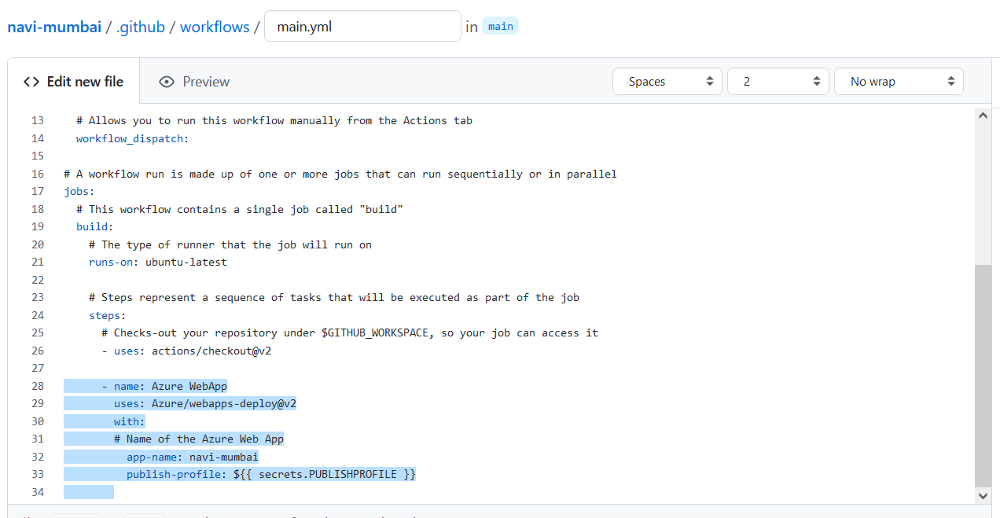 navi-mumbai / .github / workflows / main.yml in main
Edit new file Preview Spaces 2 No wrap
13 # Allows you to run this workflow manually from the Actions tab
14 workflow_dispatch:
15
16 # A workflow run is made up of one or more jobs that can run sequentially or in parallel
17 jobs:
18 # This workflow contains a single job called "build"
19 build:
20 # The type of runner that the job will run on
21 runs-on: ubuntu-latest
22
23 # Steps represent a sequence of tasks that will be executed as part of the job
24 steps:
25 # Checks-out your repository under $GITHUB_WORKSPACE, so your job can access it
26 - uses: actions/checkout@v2
27
28 - name: Azure WebApp
29 uses: Azure/webapps-deploy@v2
30 with:
31 # Name of the Azure Web App
32 app-name: navi-mumbai
33 publish-profile: ${{ secrets.PUBLISHPROFILE }}
34